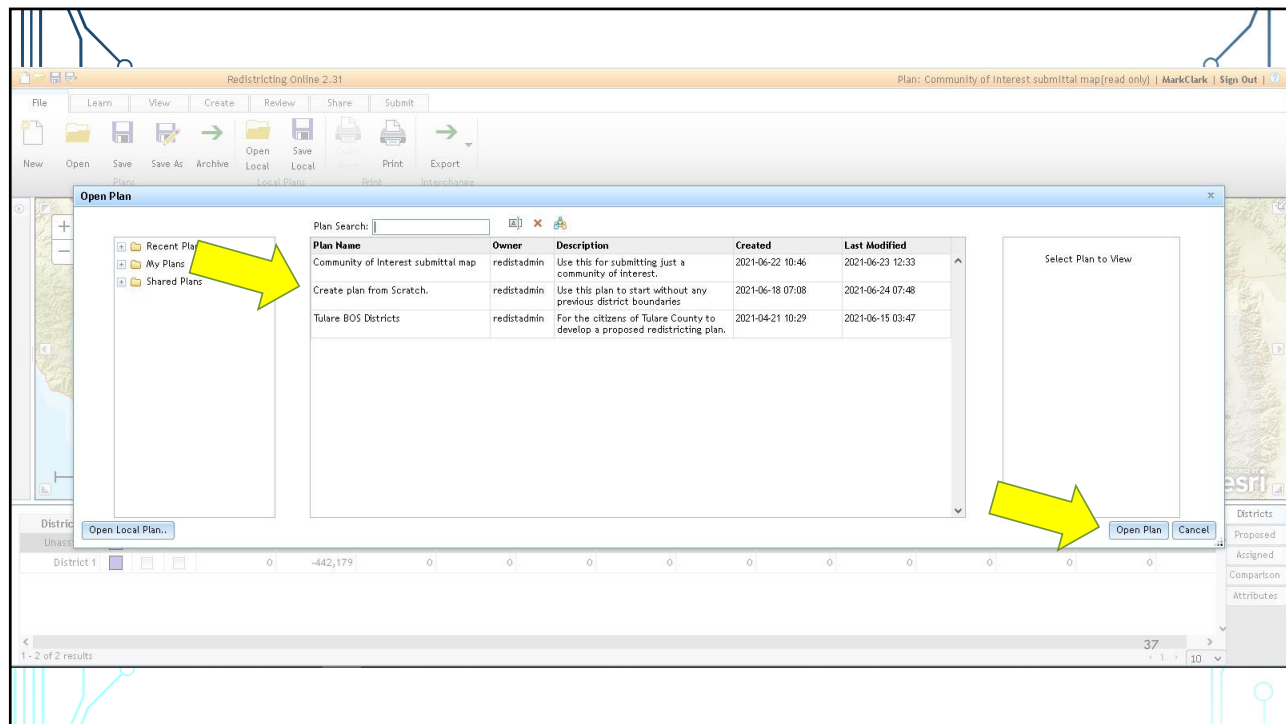 Redistricting Online 2.31
Plan: Community of Interest submittal map(read only) | MarkClark | Sign Out |
File Learn View Create Review Share Submit
New Open Save Save As Archive Open Local Save Local Print Export
Plans Local Plans Print Interchange
Open Plan x
Plan Search:
Recent Pla
My Plans
Shared Plans
Plan Name Owner Description Created Last Modified
Community of Interest submittal map redistadmin Use this for submitting just a community of interest. 2021-06-22 10:46 2021-06-23 12:33
Create plan from Scratch. redistadmin Use this plan to start without any previous district boundaries 2021-06-18 07:08 2021-06-24 07:48
Tulare BOS Districts redistadmin For the citizens of Tulare County to develop a proposed redistricting plan. 2021-04-21 10:29 2021-06-15 03:47
Select Plan to View
esri
Open Local Plan..
Open Plan Cancel
Distric
Unass
District 1 0 -442,179 0 0 0 0 0 0 0 0 0
Districts
Proposed
Assigned
Comparison
Attributes
37
1 - 2 of 2 results
1 10